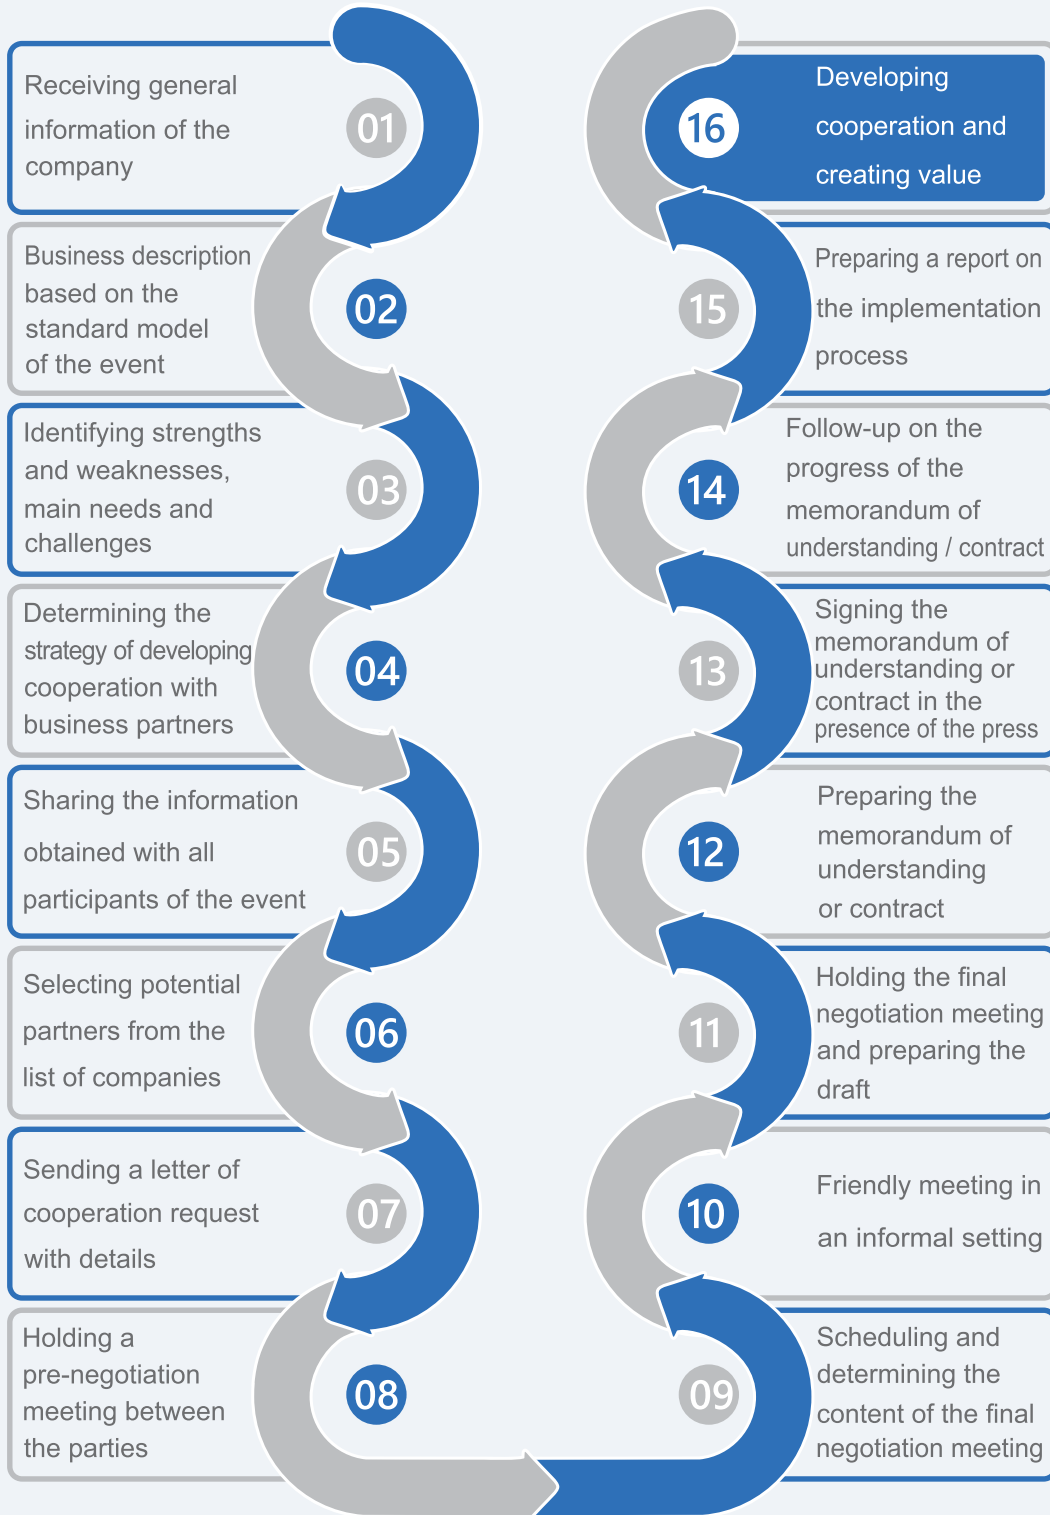 01
Receiving general
information of the
company
02
Business description
based on the
standard model
of the event
03
Identifying strengths
and weaknesses,
main needs and
challenges
04
Determining the
strategy of developing
cooperation with
business partners
05
Sharing the information
obtained with all
participants of the event
06
Selecting potential
partners from the
list of companies
07
Sending a letter of
cooperation request
with details
08
Holding a
pre-negotiation
meeting between
the parties
09
Scheduling and
determining the
content of the final
negotiation meeting
10
Friendly meeting in
an informal setting
11
Holding the final
negotiation meeting
and preparing the
draft
12
Preparing the
memorandum of
understanding
or contract
13
Signing the
memorandum of
understanding or
contract in the
presence of the press
14
Follow-up on the
progress of the
memorandum of
understanding / contract
15
Preparing a report on
the implementation
process
16
Developing
cooperation and
creating value